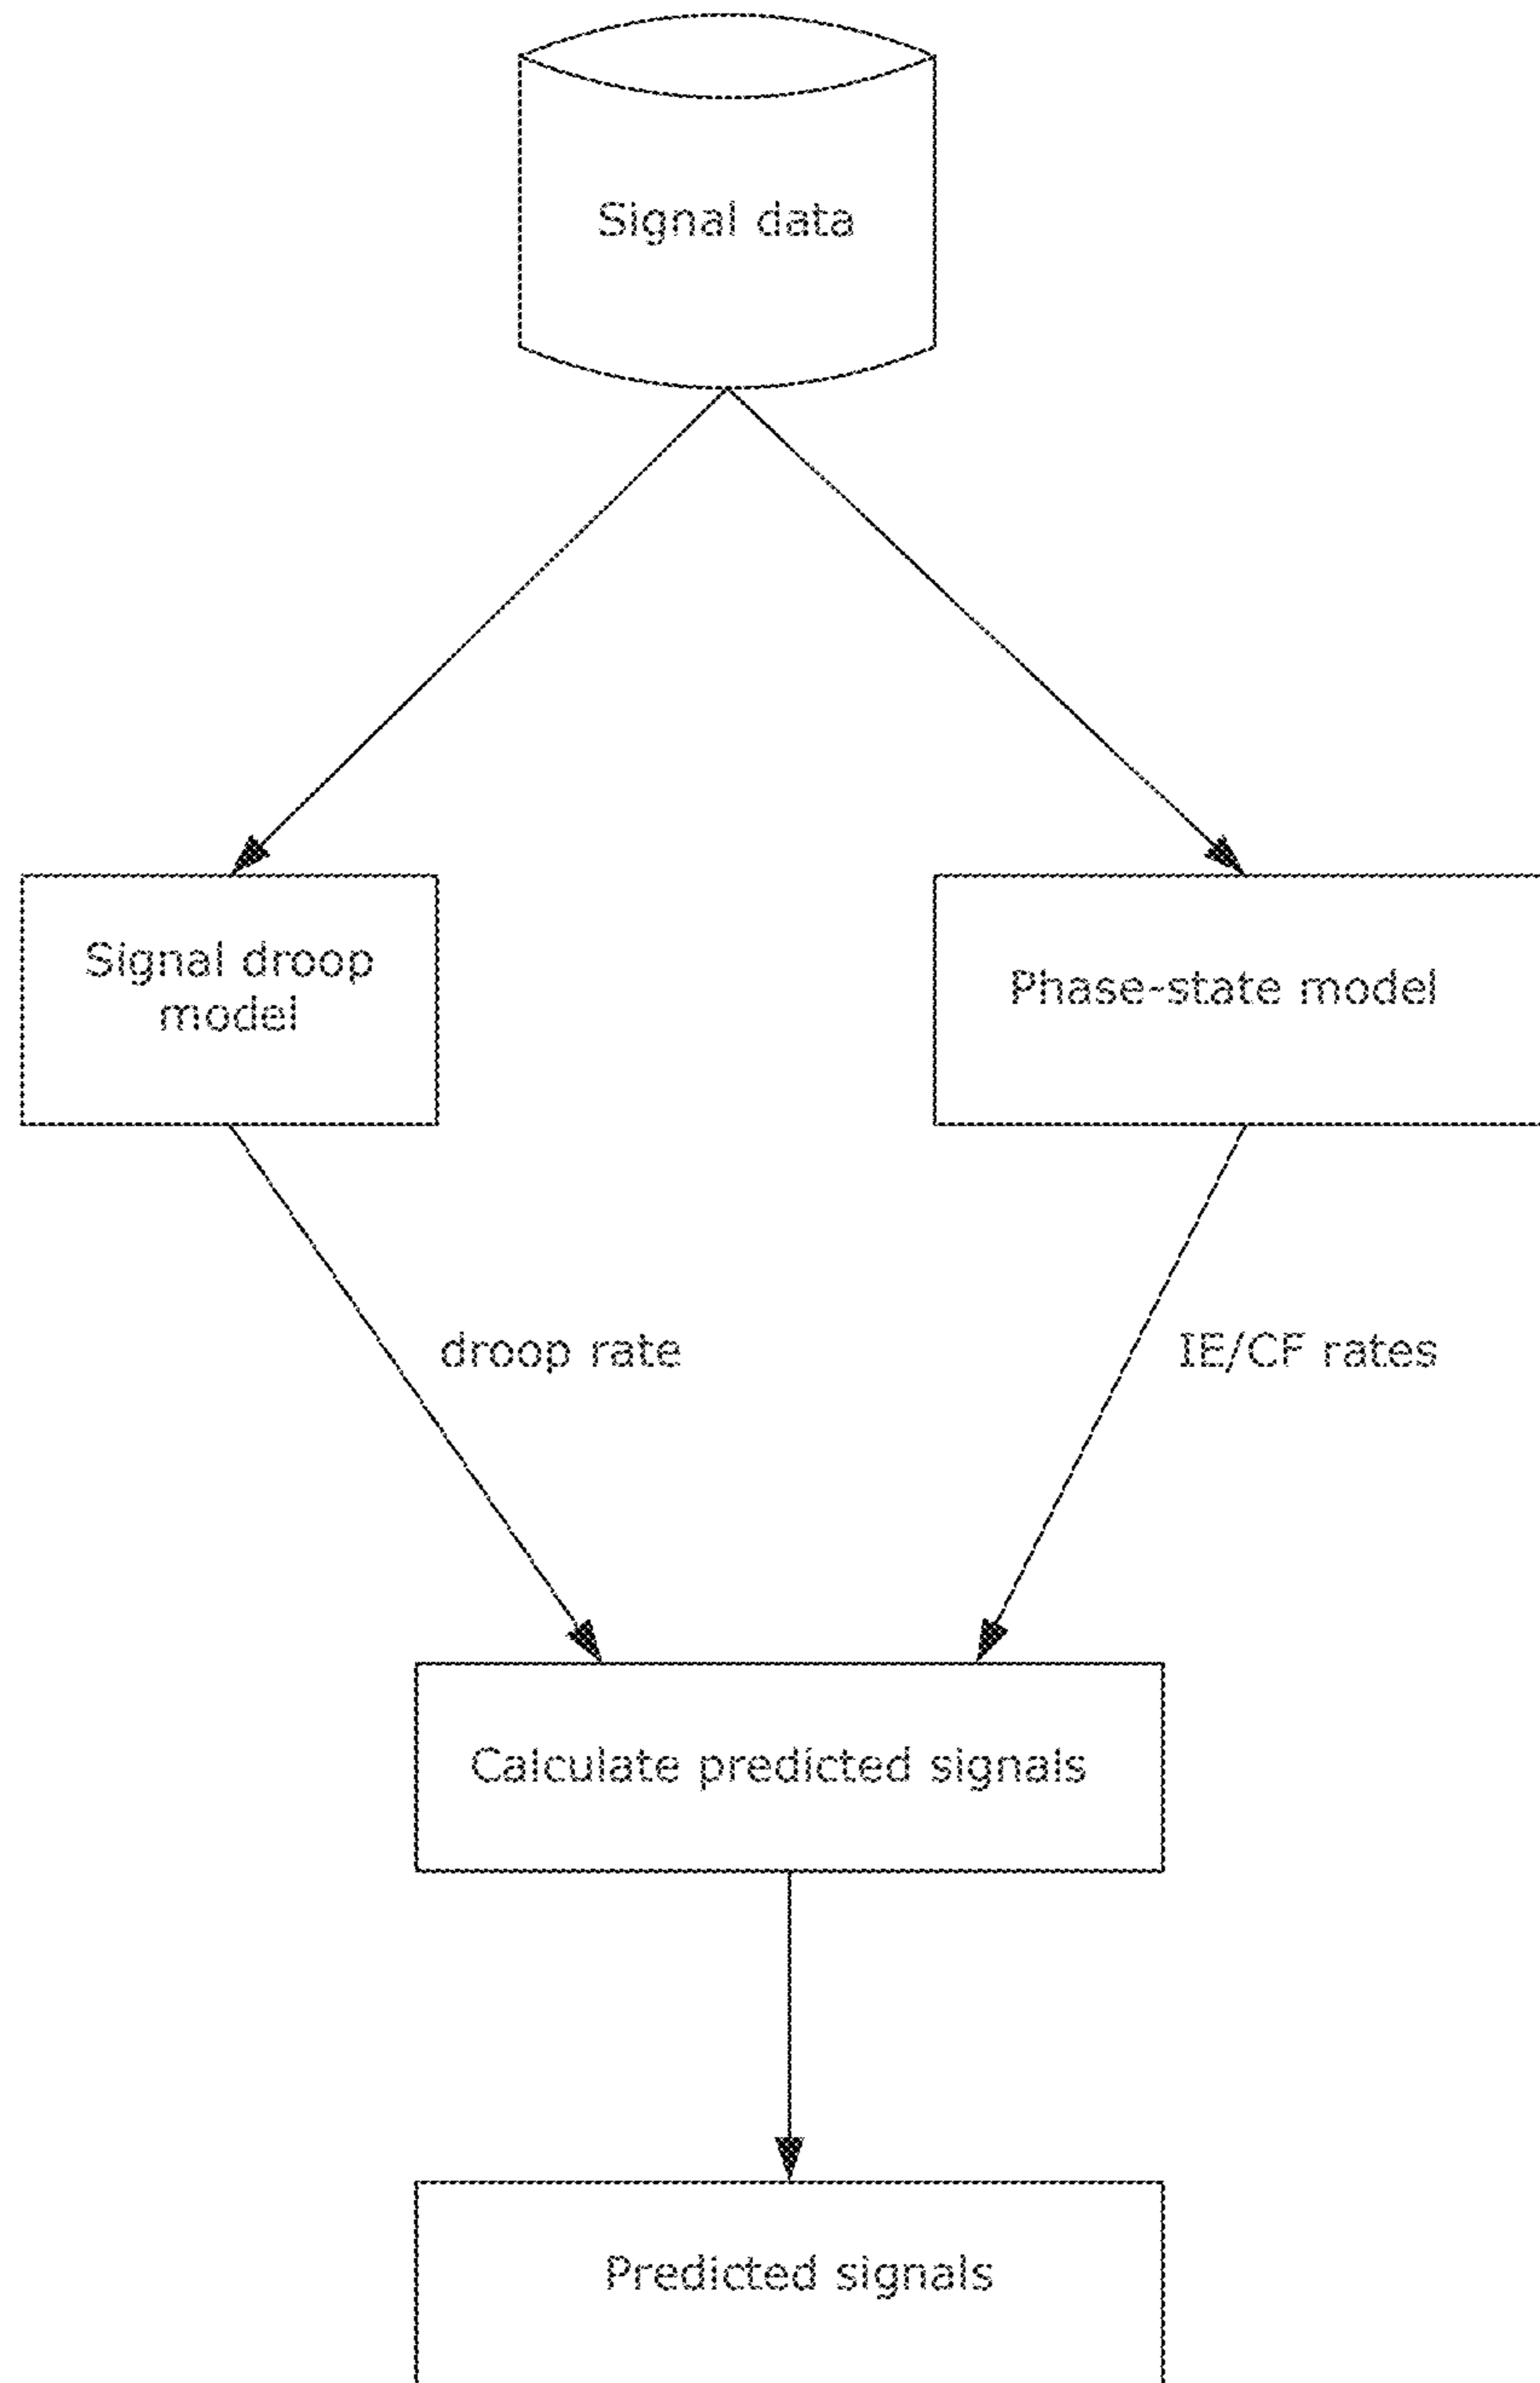 Signal data
Signal droop
model
Phase-state model
droop rate
IE/CF rates
Calculate predicted signals
Predicted signals